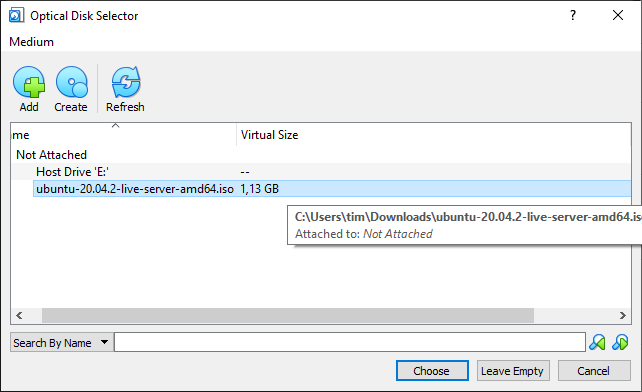 Optical Disk Selector
?
Medium
Add
Create
Refresh
me
Virtual Size
Not Attached
Host Drive 'E:'
--
ubuntu-20.04.2-live-server-amd64.iso
1,13 GB
C:\Users\tim\Downloads\ubuntu-20.04.2-live-server-amd64.is
Attached to: Not Attached
Search By Name
Choose
Leave Empty
Cancel